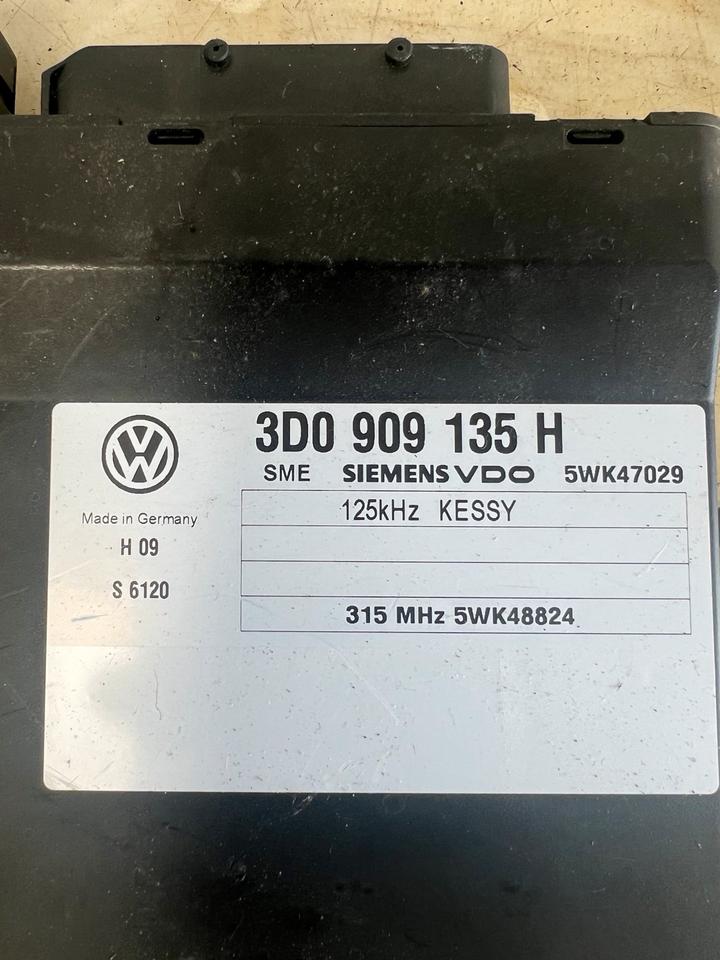 3D0 909 135 H
SME SIEMENS VDO 5WK47029
125kHz KESSY
Made in Germany
H 09
S 6120
315 MHz 5WK48824